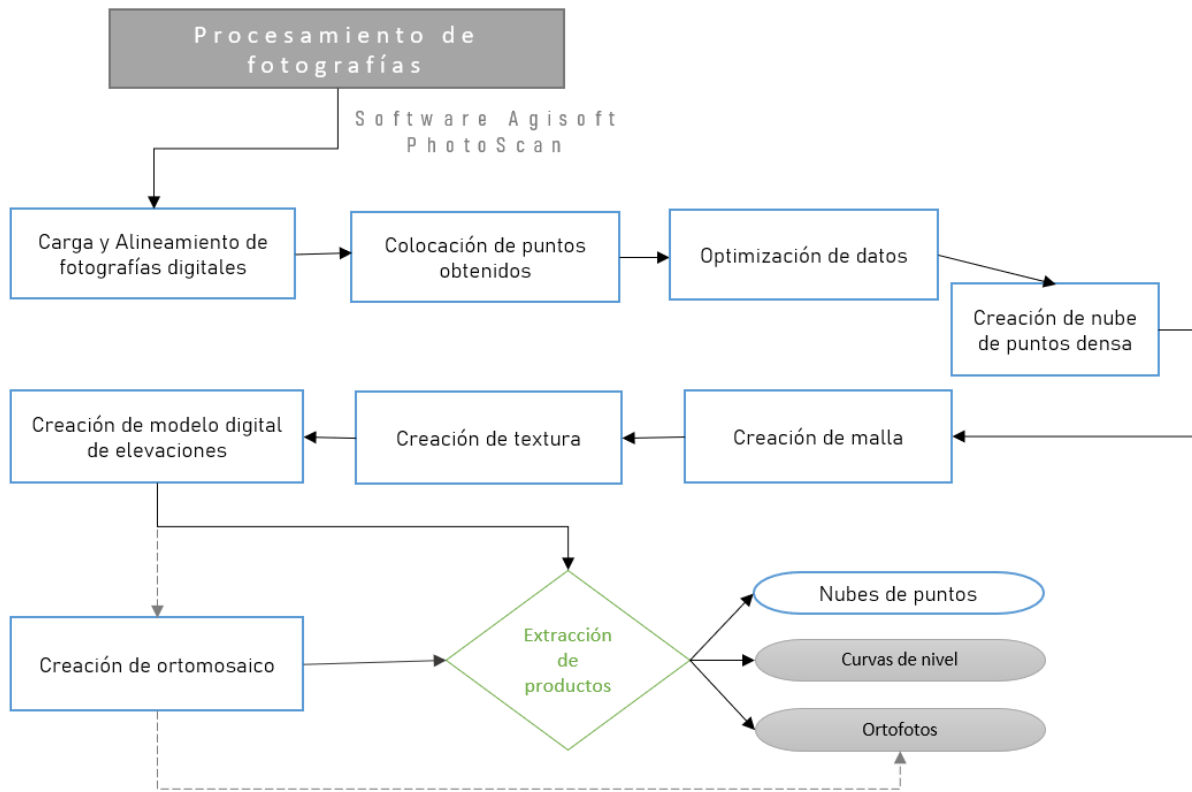 Procesamiento de
fotografías
Software Agisoft
PhotoScan
Carga y Alineamiento de
fotografías digitales
Colocación de puntos
obtenidos
Optimización de datos
Creación de nube
de puntos densa
Creación de modelo digital
de elevaciones
Creación de textura
Creación de malla
Creación de ortomosaico
Extracción
de
productos
Nubes de puntos
Curvas de nivel
Ortofotos